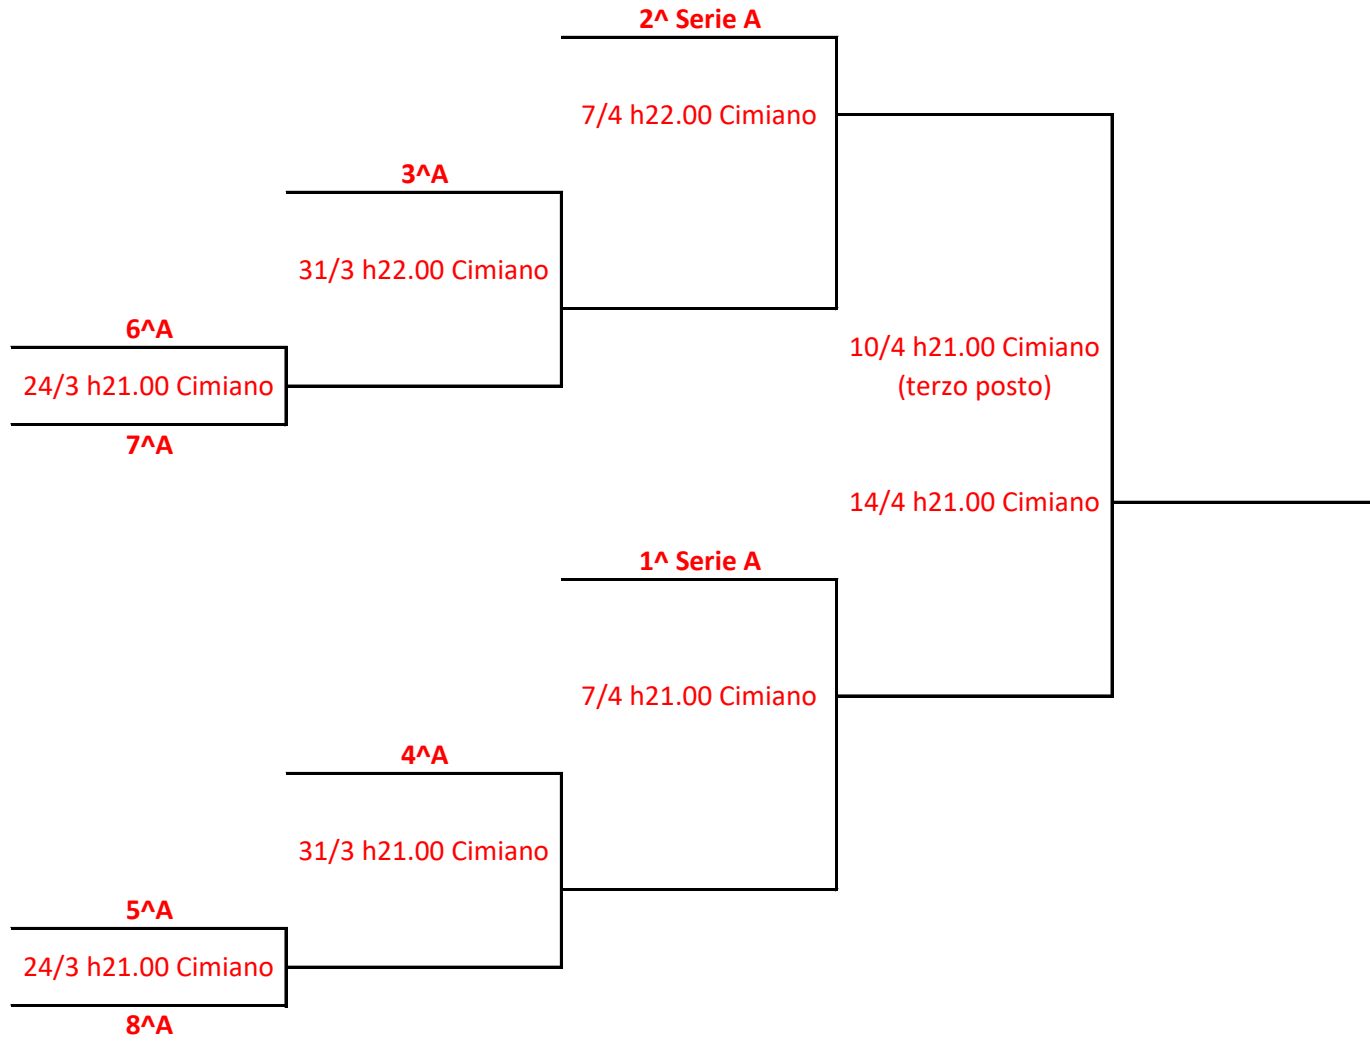 2^ Serie A
7/4 h22.00 Cimiano
3^A
31/3 h22.00 Cimiano
6^A
24/3 h21.00 Cimiano
7^A
10/4 h21.00 Cimiano
(terzo posto)
14/4 h21.00 Cimiano
1^ Serie A
7/4 h21.00 Cimiano
4^A
31/3 h21.00 Cimiano
5^A
24/3 h21.00 Cimiano
8^A